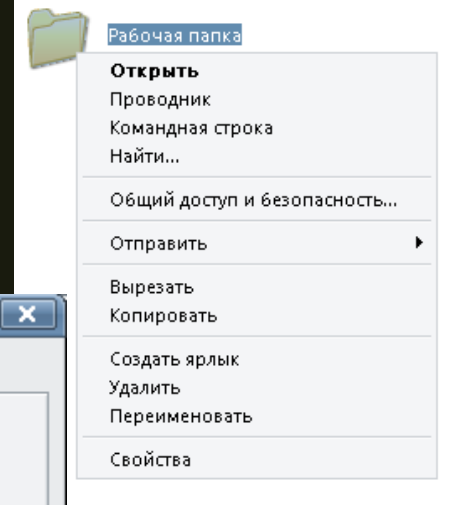 Рабочая папка
Открыть
Проводник
Командная строка
Найти...
Общий доступ и безопасность...
Отправить
Вырезать
Копировать
Создать ярлык
Удалить
Переименовать
Свойства